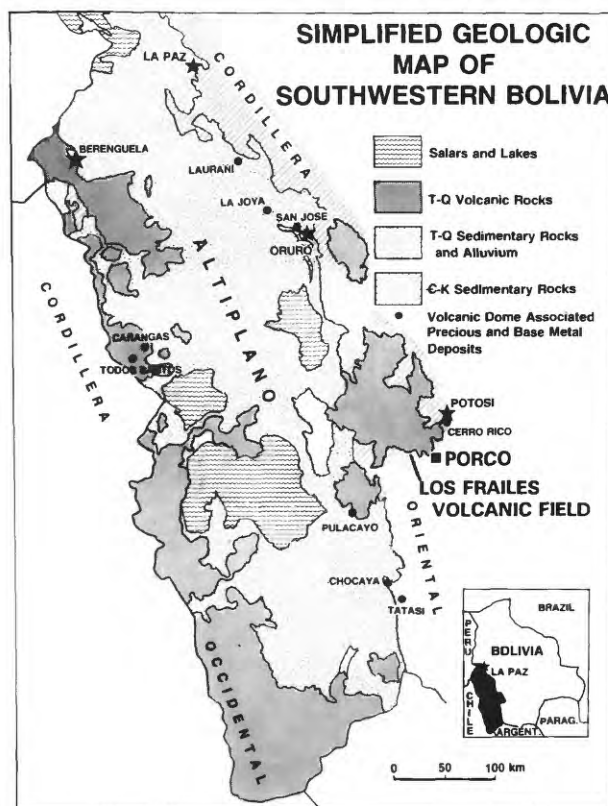 SIMPLIFIED GEOLOGIC
MAP OF
SOUTHWESTERN BOLIVIA
Salars and Lakes
T-Q Volcanic Rocks
T-Q Sedimentary Rocks
and Alluvium
Є-K Sedimentary Rocks
Volcanic Dome Associated
Precious and Base Metal
Deposits
LA PAZ
CORDILLERA
BERENGUELA
LAURANI
LA JOYA
SAN JOSE
ORURO
ALTIPLANO
CORDILLERA
CARANGAS
TODOS SANTOS
POTOSI
CERRO RICO
PORCO
LOS FRAILES
VOLCANIC FIELD
PULACAYO
ORIENTAL
CHOCAYA
TATASI
OCCIDENTAL
BRAZIL
PERU
BOLIVIA
LA PAZ
CHILE
PARAG.
ARGENT.
0 50 100 km